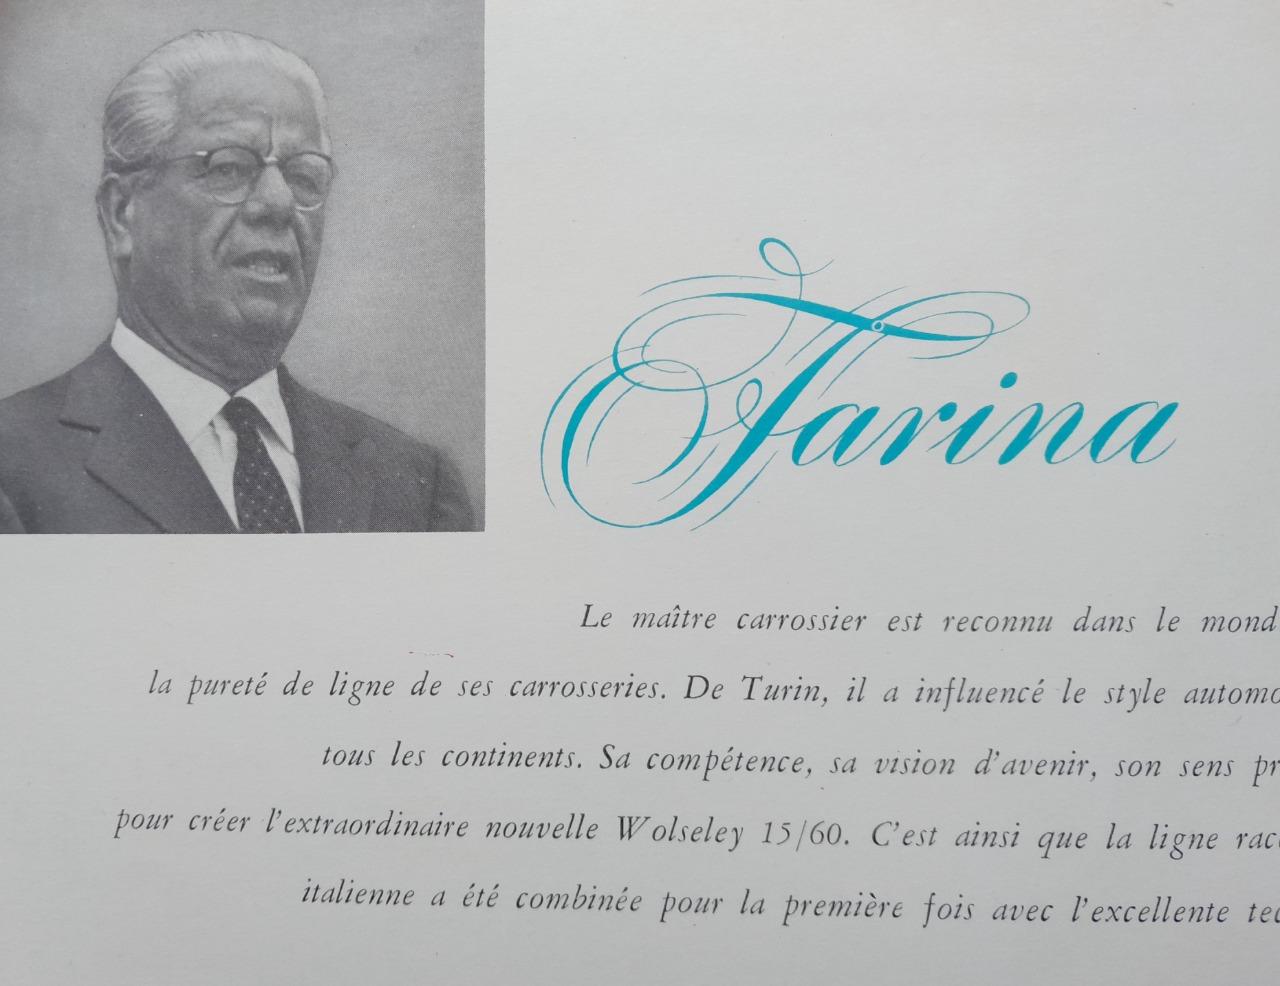 Farina
Le maître carrossier est reconnu dans le mond
la pureté de ligne de ses carrosseries. De Turin, il a influencé le style automo
tous les continents. Sa compétence, sa vision d'avenir, son sens pr
pour créer l'extraordinaire nouvelle Wolseley 15/60. C'est ainsi que la ligne rac
italienne a été combinée pour la première fois avec l'excellente tec